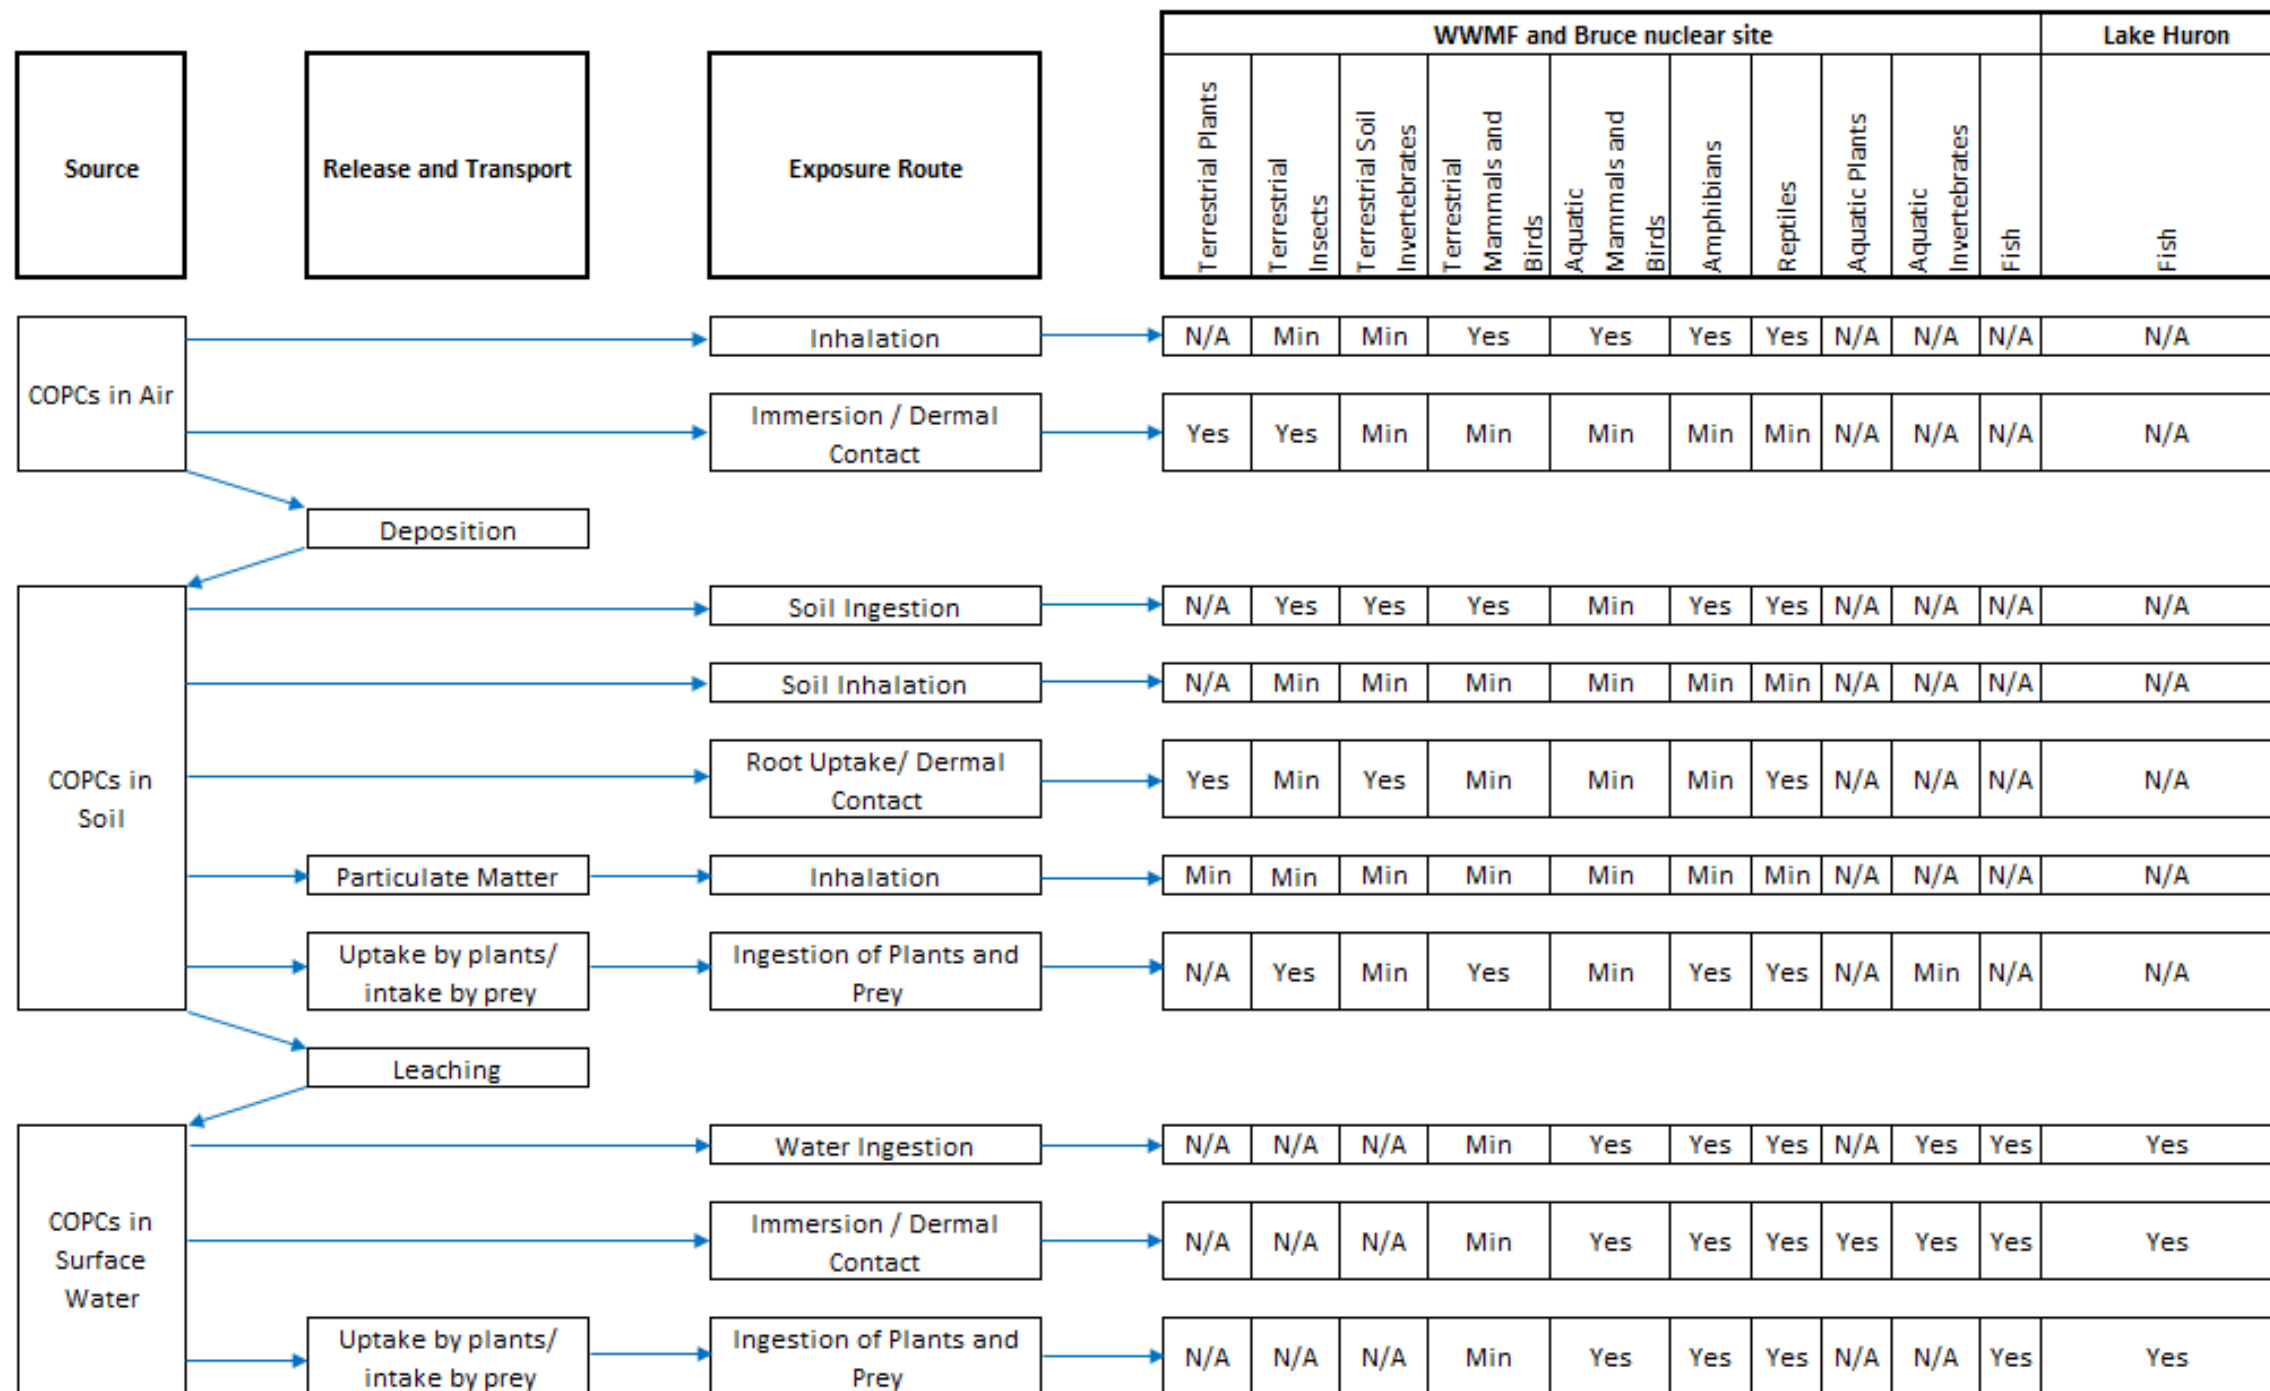 WWMF and Bruce nuclear site
Lake Huron
Source
Release and Transport
Exposure Route
Terrestrial Plants
Terrestrial
Insects
Terrestrial Soil
Invertebrates
Terrestrial
Mammals and
Birds
Aquatic
Mammals and
Birds
Amphibians
Reptiles
Aquatic Plants
Aquatic
Invertebrates
Fish
Fish
COPCs in Air
Inhalation
N/A Min Min Yes Yes Yes Yes N/A N/A N/A N/A
Immersion / Dermal
Contact
Yes Yes Min Min Min Min Min N/A N/A N/A N/A
Deposition
COPCs in
Soil
Soil Ingestion
N/A Yes Yes Yes Min Yes Yes N/A N/A N/A N/A
Soil Inhalation
N/A Min Min Min Min Min Min N/A N/A N/A N/A
Root Uptake/ Dermal
Contact
Yes Min Yes Min Min Min Yes N/A N/A N/A N/A
Particulate Matter
Inhalation
Min Min Min Min Min Min Min N/A N/A N/A N/A
Uptake by plants/
intake by prey
Ingestion of Plants and
Prey
N/A Yes Min Yes Min Yes Yes N/A Min N/A N/A
Leaching
COPCs in
Surface
Water
Water Ingestion
N/A N/A N/A Min Yes Yes Yes N/A Yes Yes Yes
Immersion / Dermal
Contact
N/A N/A N/A Min Yes Yes Yes Yes Yes Yes Yes
Uptake by plants/
intake by prey
Ingestion of Plants and
Prey
N/A N/A N/A Min Yes Yes Yes N/A N/A Yes Yes